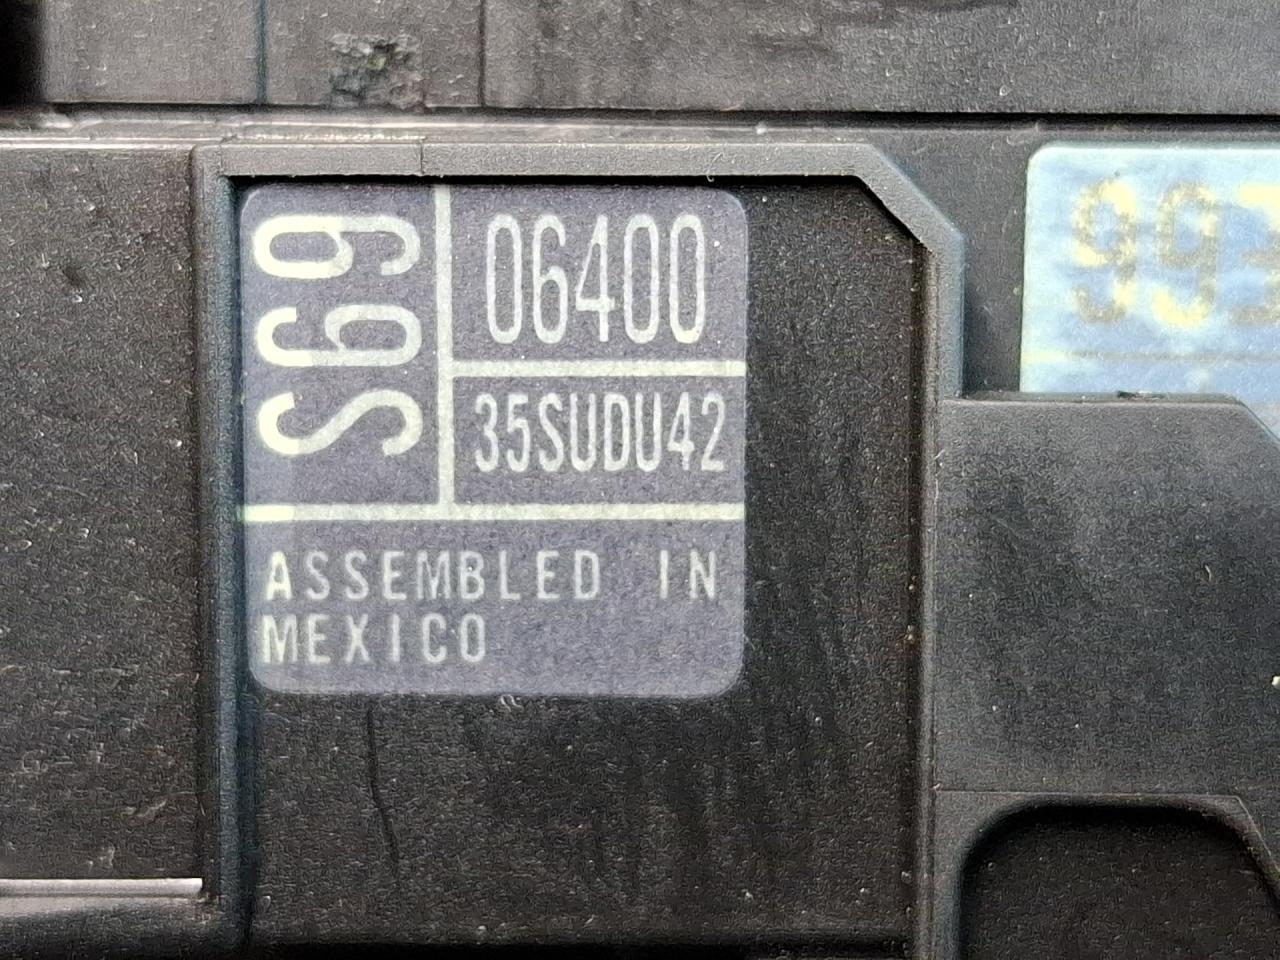 S69
06400
35SUDU42
ASSEMBLED IN
MEXICO